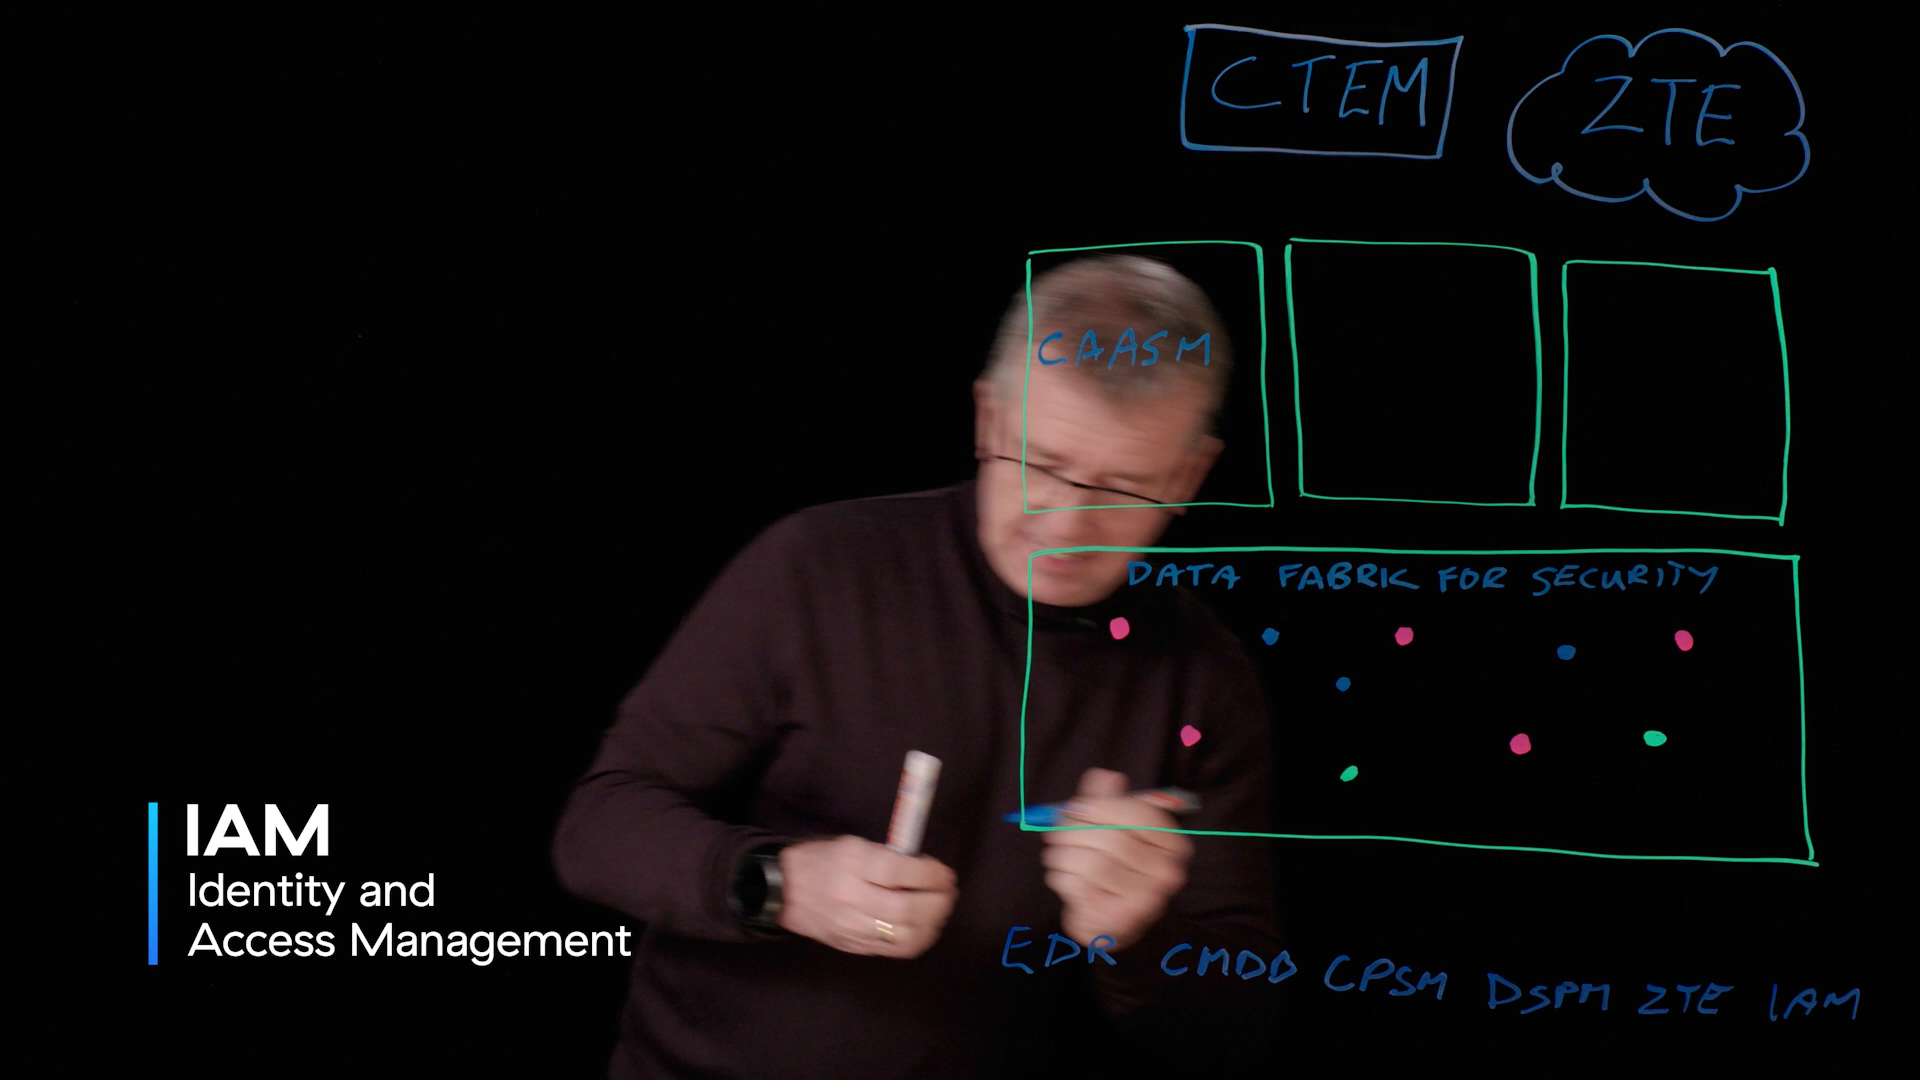 CTEM
ZTE
CAASM
DATA FABRIC FOR SECURITY
EDR CMDB CPSM DSPM ZTE IAM
IAM
Identity and
Access Management